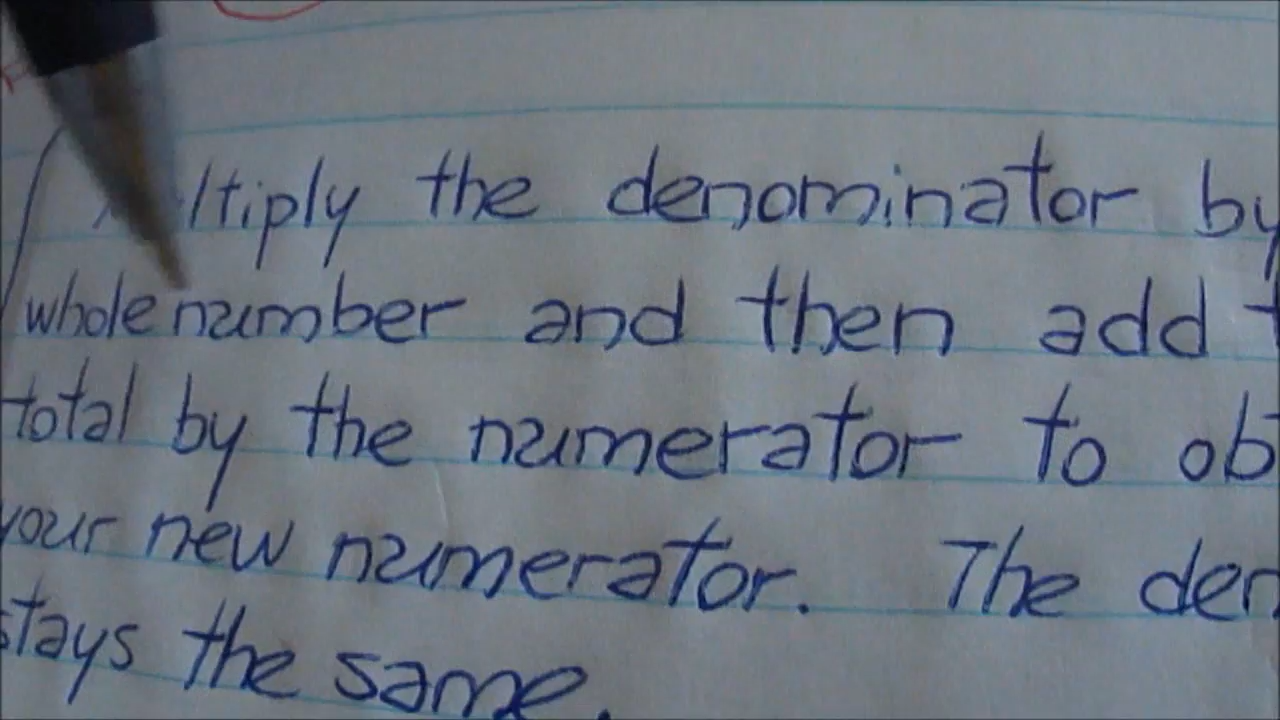 ltiply the denominator by
whole number and then add t
total by the numerator to ob
your new numerator. The den
stays the same.